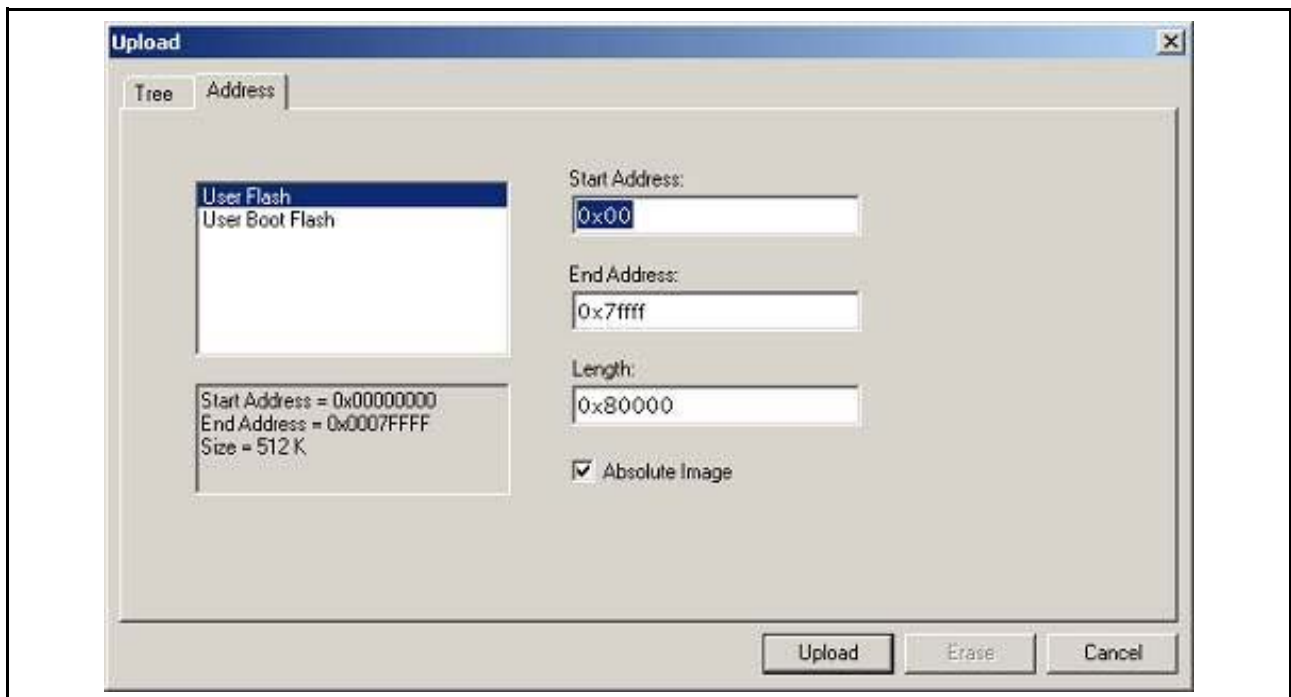 Upload
Tree Address
User Flash
User Boot Flash
Start Address = 0x00000000
End Address = 0x0007FFFF
Size = 512 K
Start Address:
0x00
End Address:
0x7ffff
Length:
0x80000
Absolute Image
Upload Erase Cancel